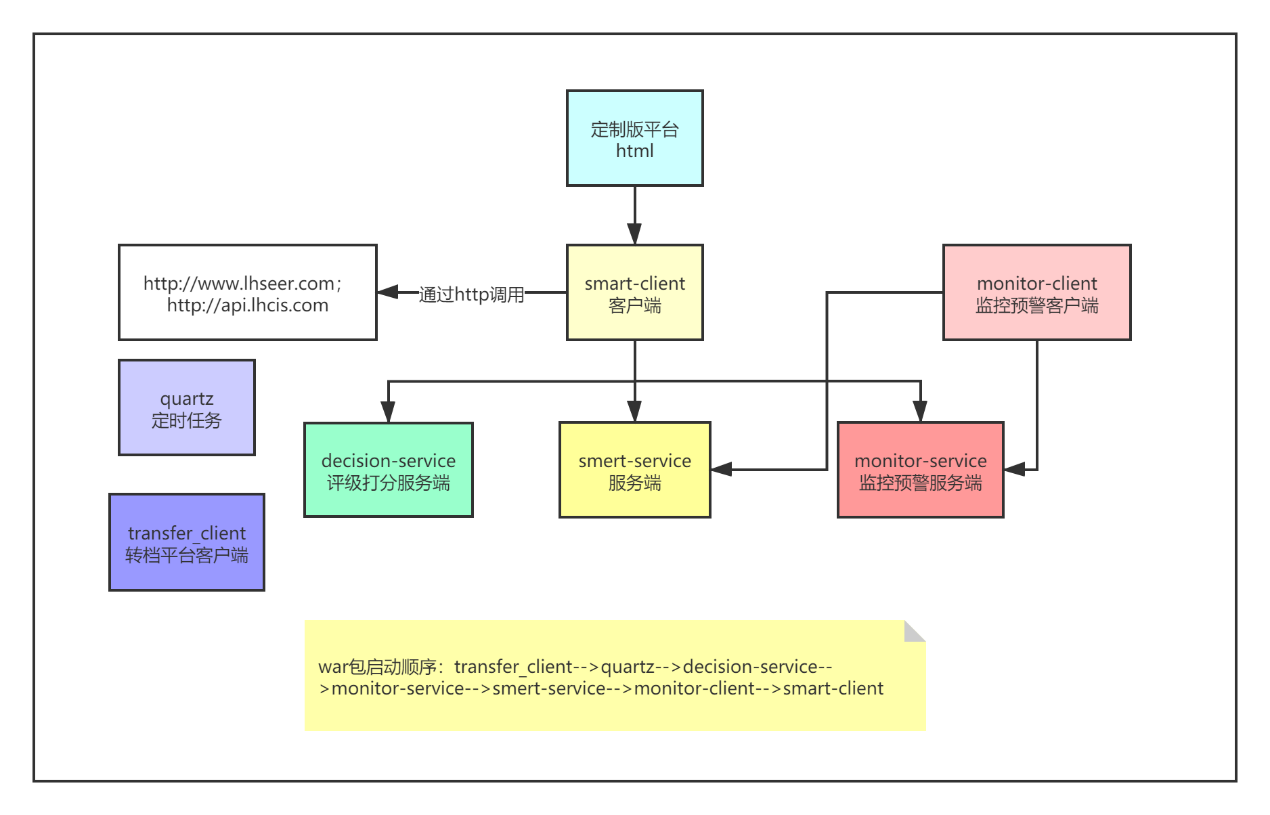 定制版平台
html
http://www.lhseer.com；
http://api.lhcis.com
通过http调用
smart-client
客户端
monitor-client
监控预警客户端
quartz
定时任务
decision-service
评级打分服务端
smert-service
服务端
monitor-service
监控预警服务端
transfer_client
转档平台客户端
war包启动顺序：transfer_client-->quartz-->decision-service--
>monitor-service-->smert-service-->monitor-client-->smart-client